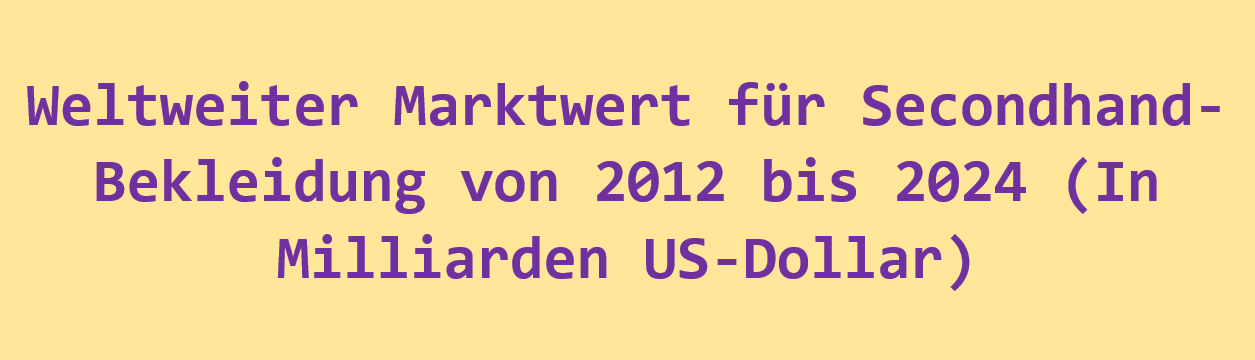 Weltweiter Marktwert für Secondhand-
Bekleidung von 2012 bis 2024 (In
Milliarden US-Dollar)